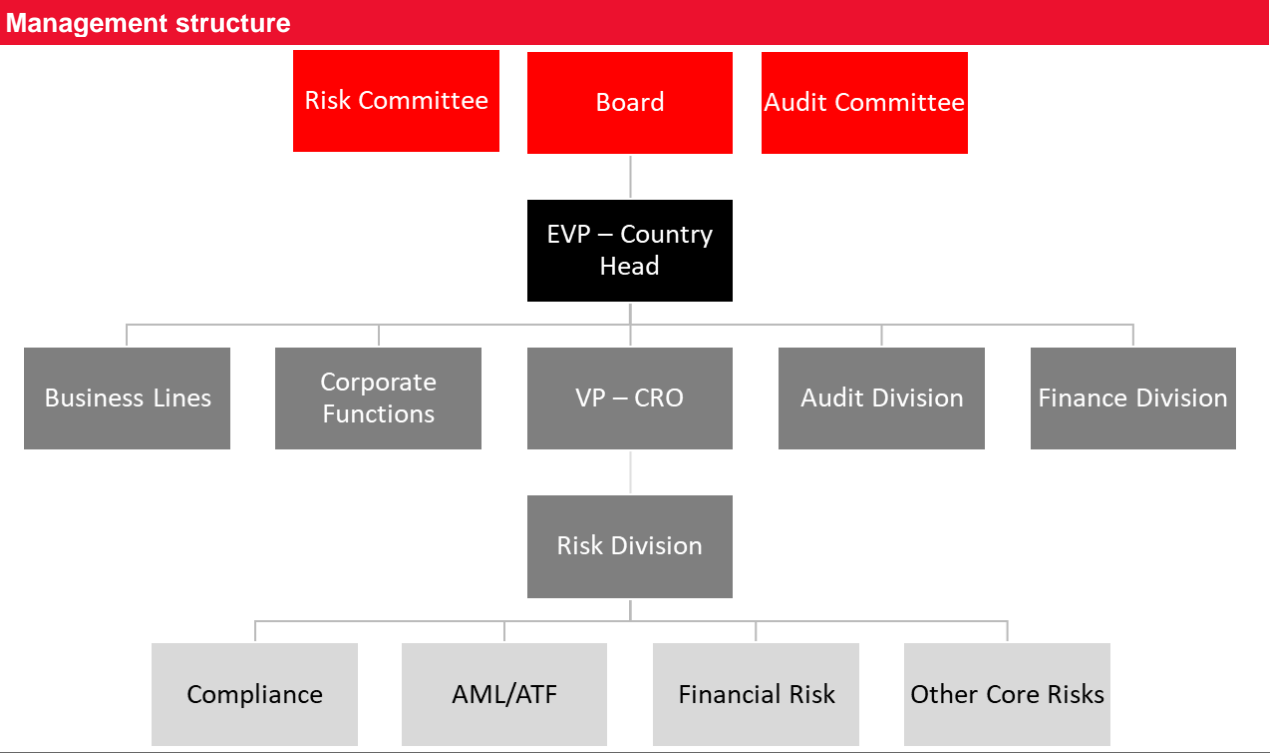 Management structure
Risk Committee
Board
Audit Committee
EVP – Country
Head
Business Lines
Corporate
Functions
VP – CRO
Audit Division
Finance Division
Risk Division
Compliance
AML/ATF
Financial Risk
Other Core Risks